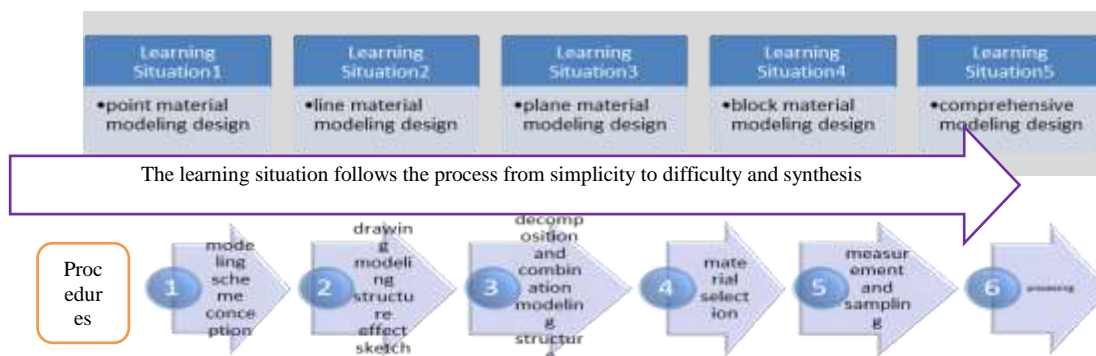 Learning
Situation1
•point material
modeling design
Learning
Situation2
•line material
modeling design
Learning
Situation3
•plane material
modeling design
Learning
Situation4
•block material
modeling design
Learning
Situation5
•comprehensive
modeling design
The learning situation follows the process from simplicity to difficulty and synthesis
Proc
edur
es
1
mode
ling
sche
me
conce
ption
2
drawin
g
modeli
ng
structu
re
effect
sketch
3
decomp
osition
and
combin
ation
modelin
g
structur
4
mate
rial
select
ion
5
measur
ement
and
samplin
g
6
processing